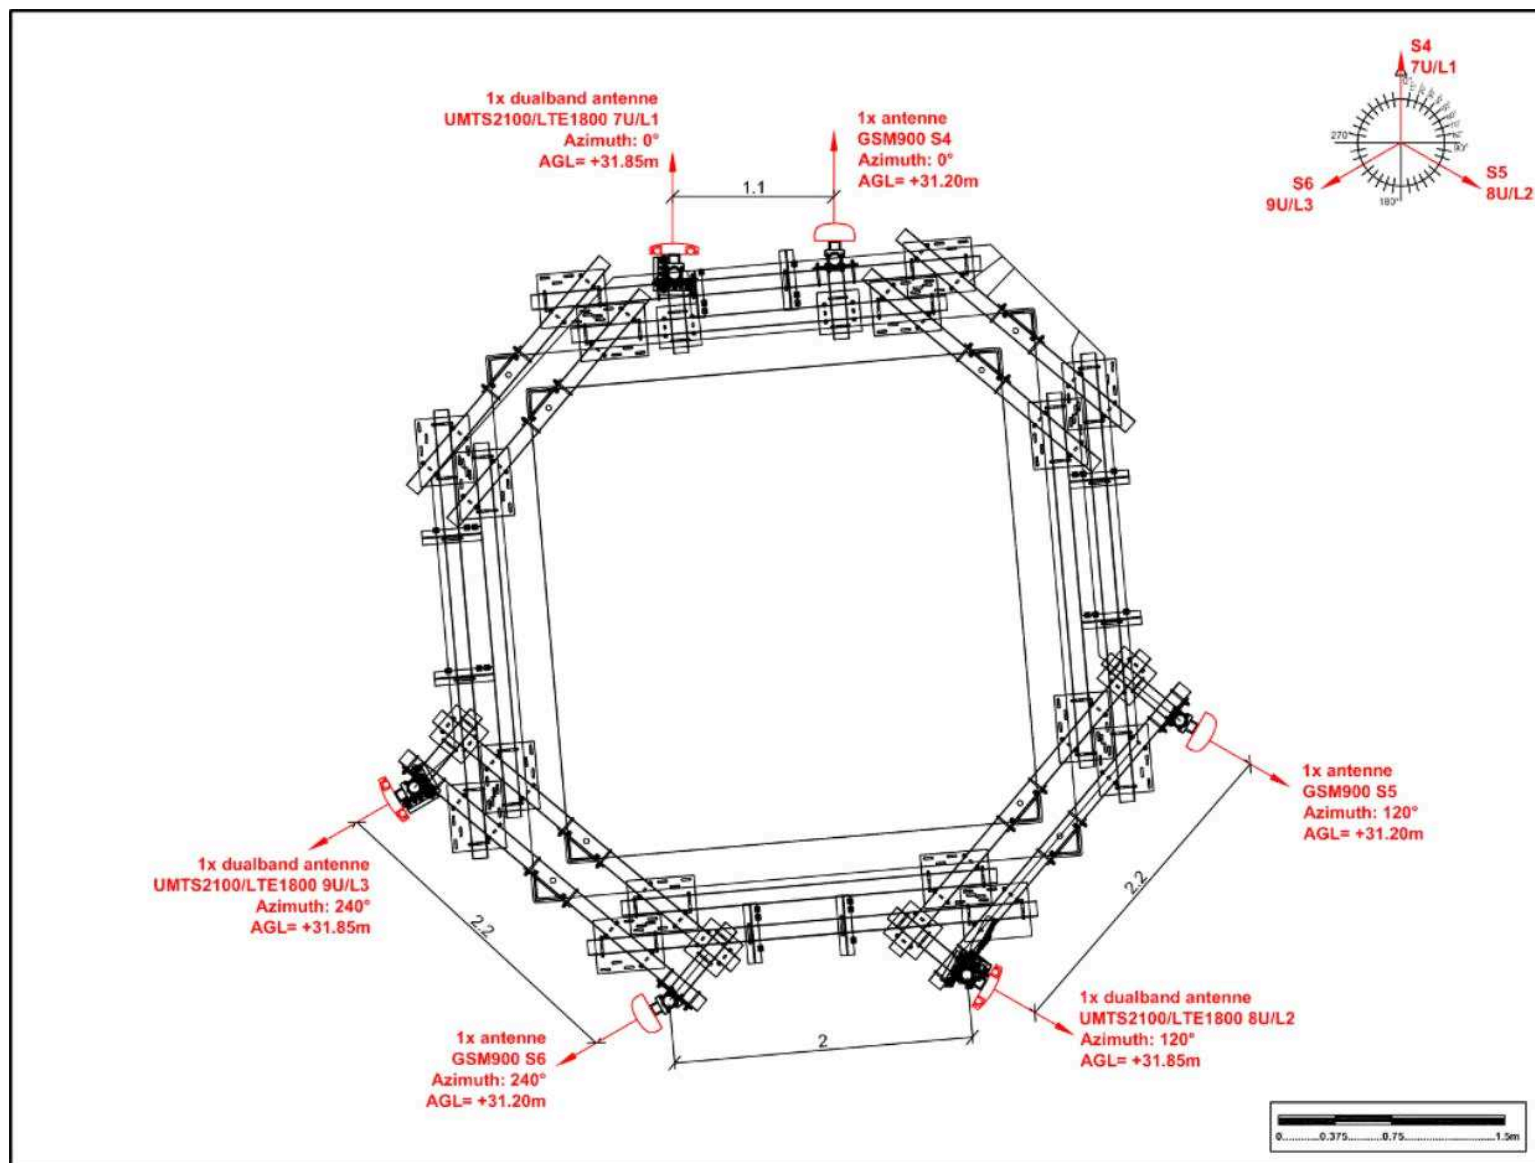 1x dualband antenne
UMTS2100/LTE1800 7U/L1
Azimuth: 0°
AGL= +31.85m
1x antenne
GSM900 S4
Azimuth: 0°
AGL= +31.20m
1.1
S4
7U/L1
270°
90°
S6
9U/L3
180°
S5
8U/L2
1x antenne
GSM900 S5
Azimuth: 120°
AGL= +31.20m
2.2
1x dualband antenne
UMTS2100/LTE1800 9U/L3
Azimuth: 240°
AGL= +31.85m
2.2
1x dualband antenne
UMTS2100/LTE1800 8U/L2
Azimuth: 120°
AGL= +31.85m
2
1x antenne
GSM900 S6
Azimuth: 240°
AGL= +31.20m
0 0.375 0.75 1.5m